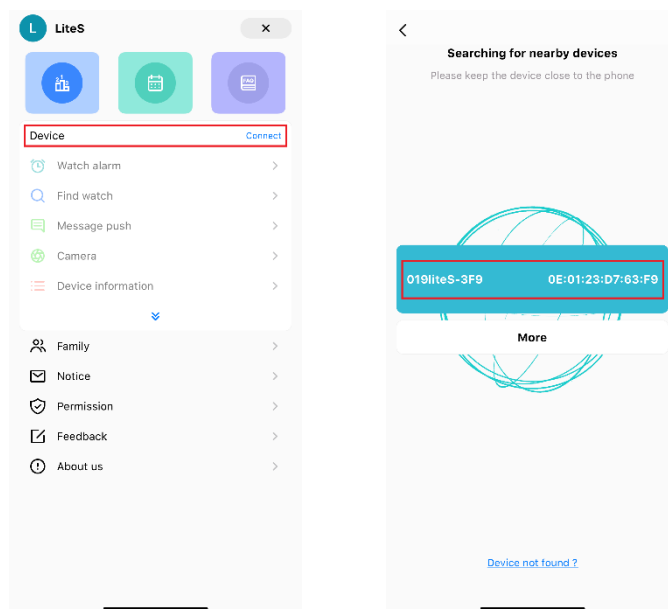 L LiteS
FAQ
Device Connect
Watch alarm
Find watch
Message push
Camera
Device information
Family
Notice
Permission
Feedback
About us
Searching for nearby devices
Please keep the device close to the phone
019liteS-3F9 0E:01:23:D7:63:F9
More
Device not found ?